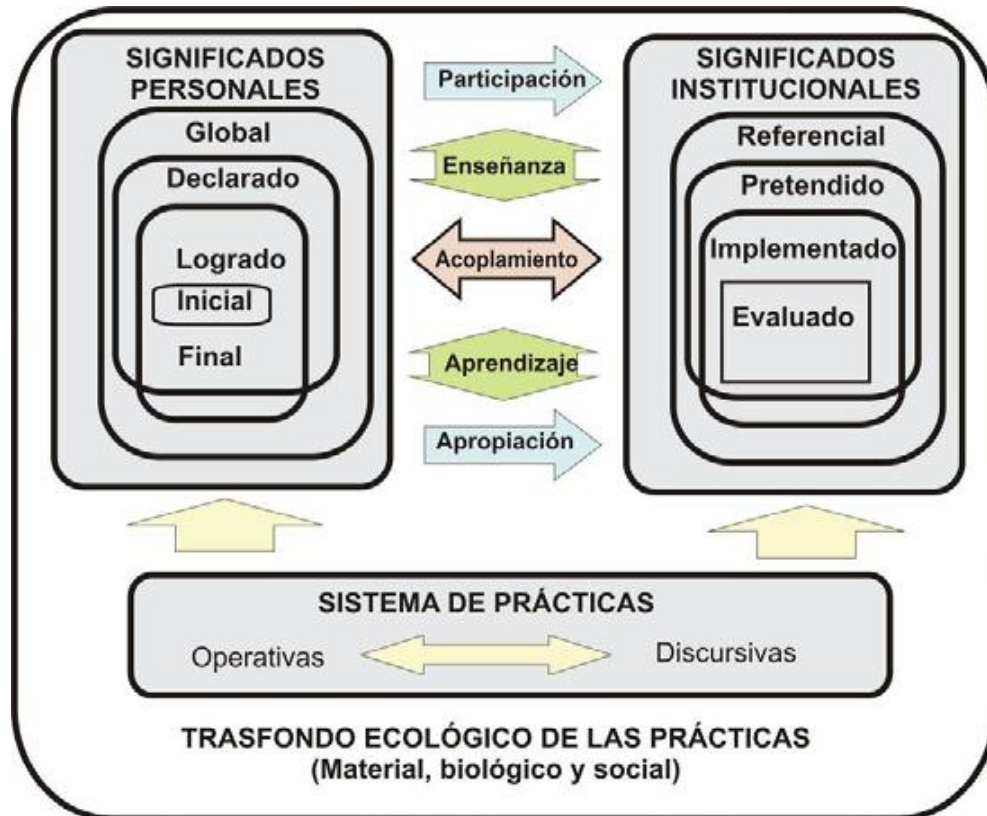 SIGNIFICADOS
PERSONALES
Global
Declarado
Logrado
Inicial
Final
Participación
Enseñanza
Acoplamiento
Aprendizaje
Apropiación
SIGNIFICADOS
INSTITUCIONALES
Referencial
Pretendido
Implementado
Evaluado
SISTEMA DE PRÁCTICAS
Operativas
Discursivas
TRASFONDO ECOLÓGICO DE LAS PRÁCTICAS
(Material, biológico y social)